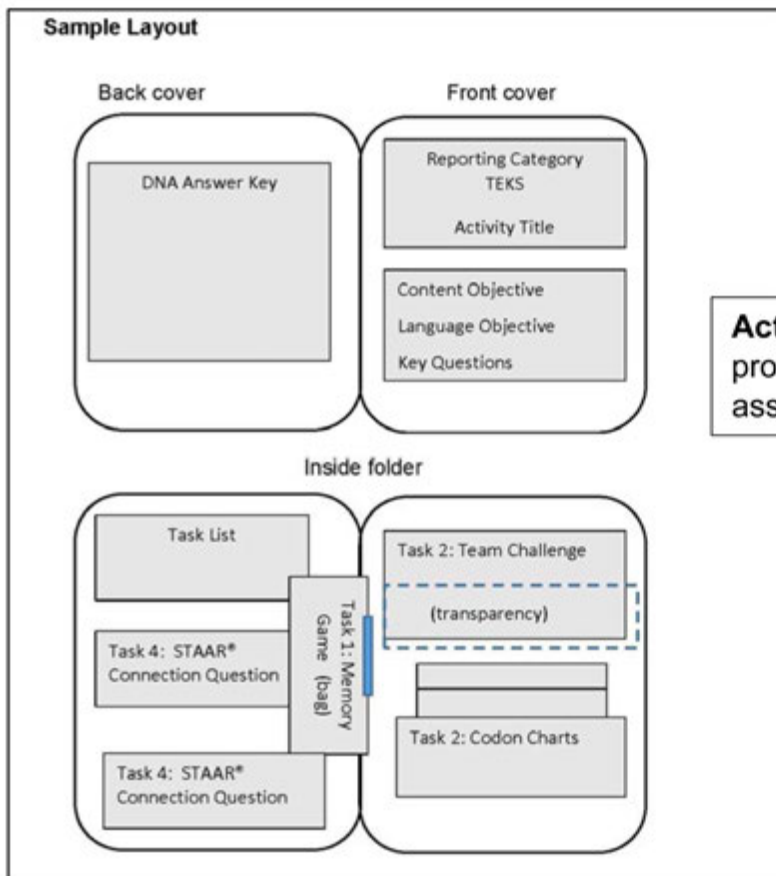 Sample Layout
Back cover
Front cover
DNA Answer Key
Reporting Category
TEKS
Activity Title
Content Objective
Language Objective
Key Questions
Inside folder
Task List
Task 4: STAAR®
Connection Question
Task 4: STAAR®
Connection Question
Task 1: Memory
Game (bag)
Task 2: Team Challenge
(transparency)
Task 2: Codon Charts
Act
pro
ass